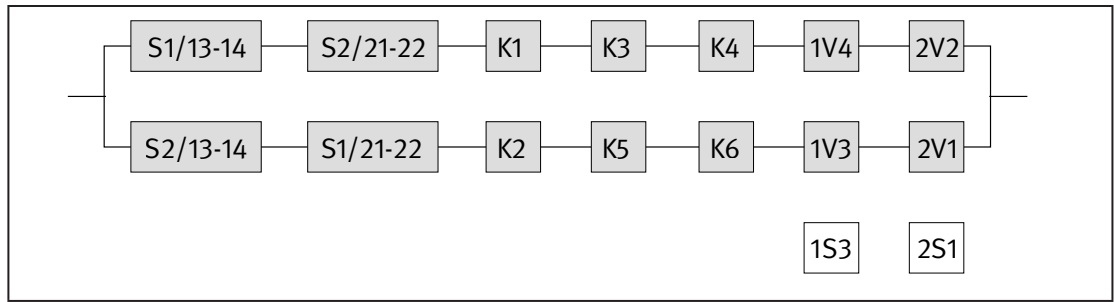 S1/13-14 S2/21-22 K1 K3 K4 1V4 2V2
S2/13-14 S1/21-22 K2 K5 K6 1V3 2V1
1S3 2S1